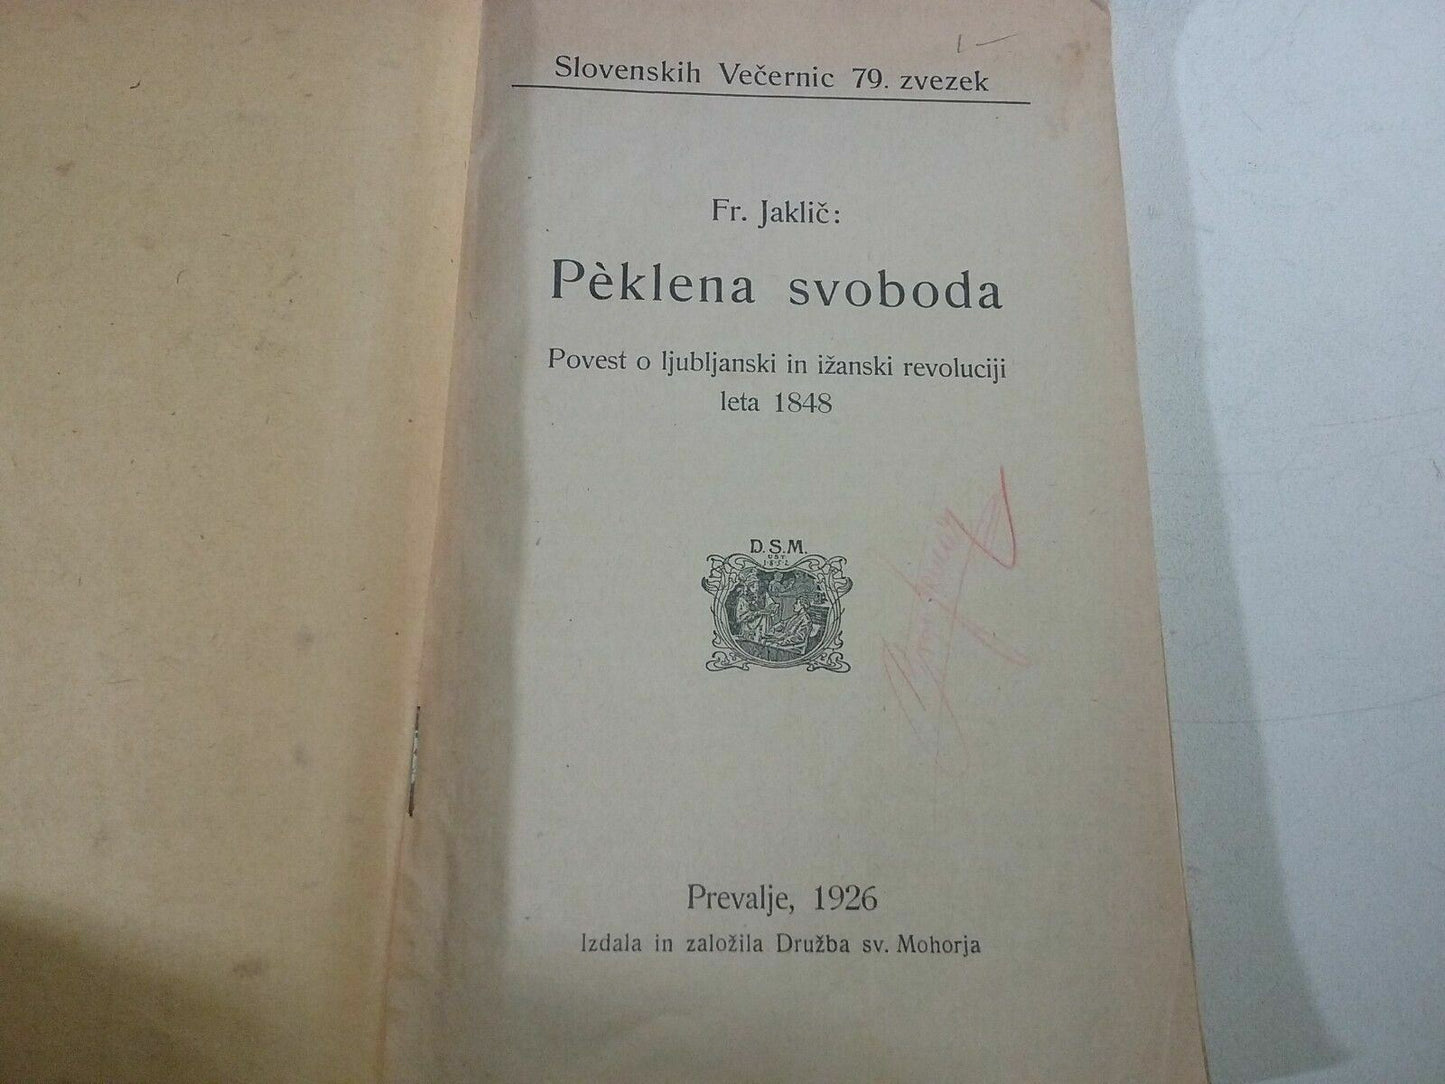 Slovenskih Večernic 79. zvezek
Fr. Jaklič:
Pèklena svoboda
Povest o ljubljanski in ižanski revoluciji
leta 1848
D. S. M.
UST.
Prevalje, 1926
Izdala in založila Družba sv. Mohorja